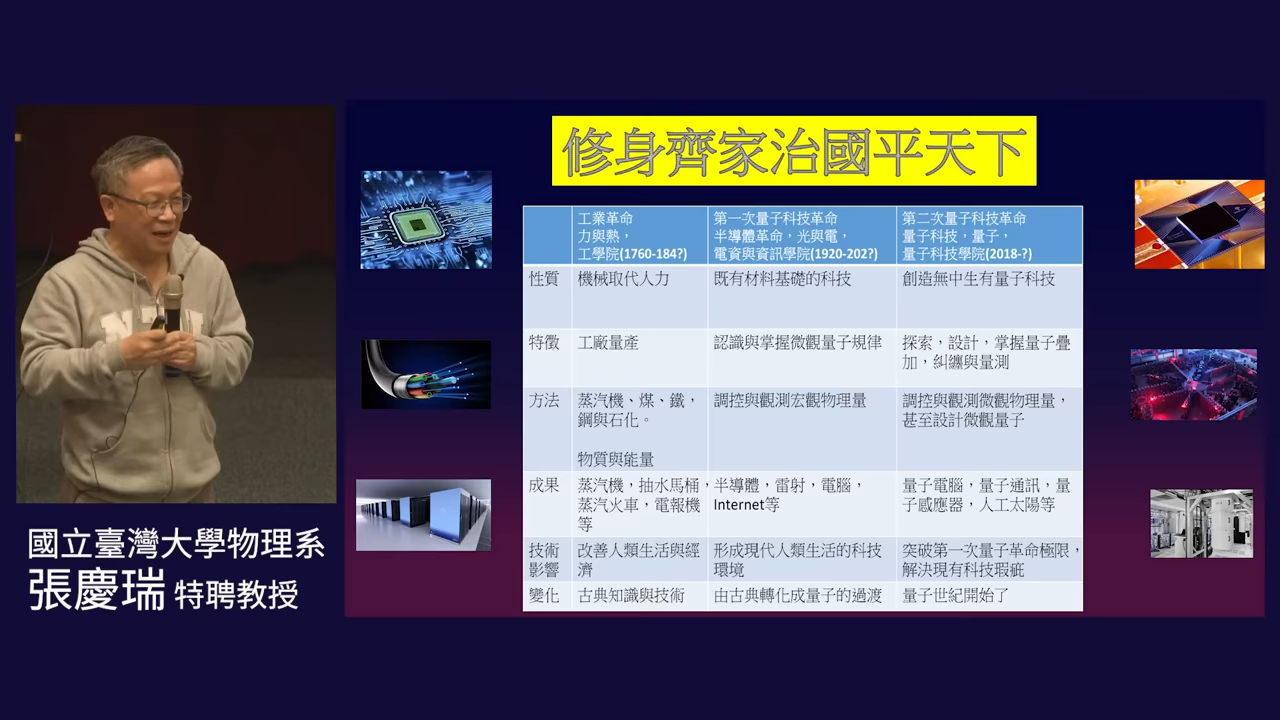 修身齊家治國平天下
工業革命
力與熱，
工學院(1760-184?)
第一次量子科技革命
半導體革命，光與電，
電資與資訊學院(1920-202?)
第二次量子科技革命
量子科技，量子，
量子科技學院(2018-?)
性質
機械取代人力
既有材料基礎的科技
創造無中生有量子科技
特徵
工廠量產
認識與掌握微觀量子規律
探索，設計，掌握量子疊
加，糾纏與量測
方法
蒸汽機、煤、鐵，
鋼與石化。
物質與能量
調控與觀測宏觀物理量
調控與觀測微觀物理量，
甚至設計微觀量子
成果
蒸汽機，抽水馬桶，
蒸汽火車，電報機
等
半導體，雷射，電腦，
Internet等
量子電腦，量子通訊，量
子感應器，人工太陽等
技術
影響
改善人類生活與經
濟
形成現代人類生活的科技
環境
突破第一次量子革命極限，
解決現有科技瑕疵
變化
古典知識與技術
由古典轉化成量子的過渡
量子世紀開始了
國立臺灣大學物理系
張慶瑞 特聘教授